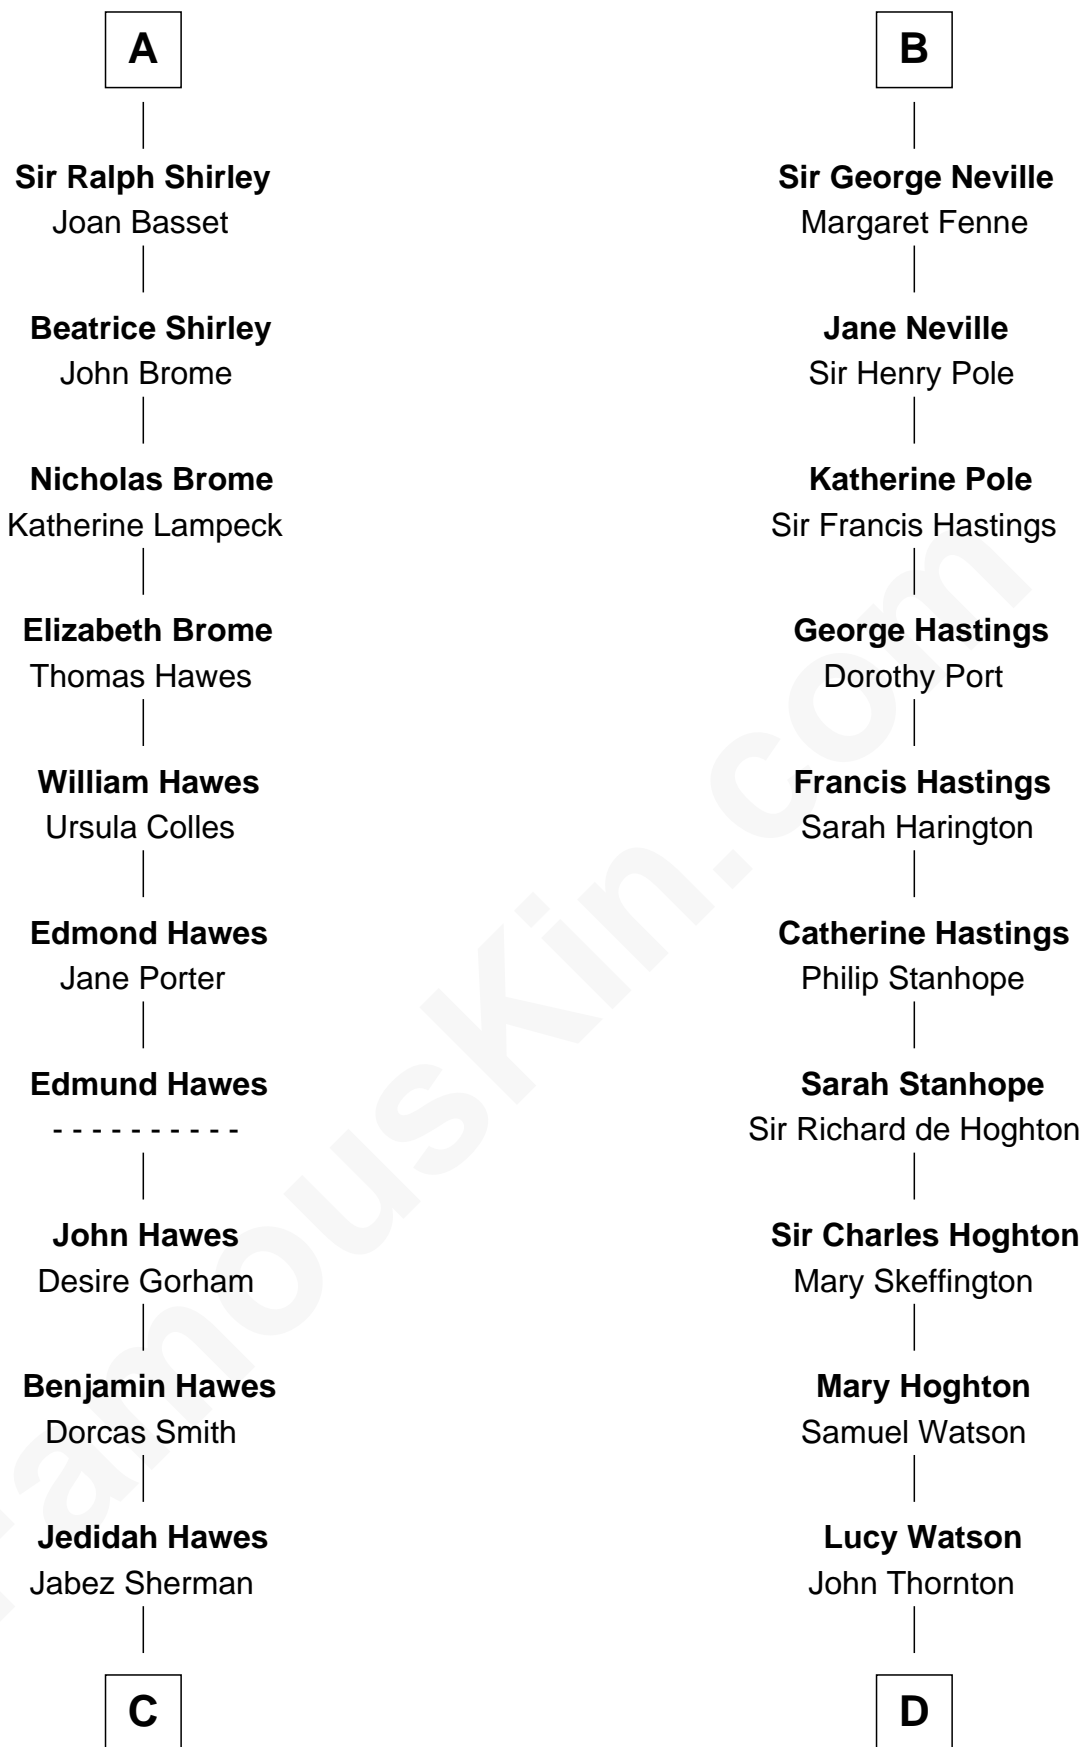 A
Sir Ralph Shirley
Joan Basset
Beatrice Shirley
John Brome
Nicholas Brome
Katherine Lampeck
Elizabeth Brome
Thomas Hawes
William Hawes
Ursula Colles
Edmond Hawes
Jane Porter
Edmund Hawes
- - - - - - - - - -
John Hawes
Desire Gorham
Benjamin Hawes
Dorcas Smith
Jedidah Hawes
Jabez Sherman
C
B
Sir George Neville
Margaret Fenne
Jane Neville
Sir Henry Pole
Katherine Pole
Sir Francis Hastings
George Hastings
Dorothy Port
Francis Hastings
Sarah Harington
Catherine Hastings
Philip Stanhope
Sarah Stanhope
Sir Richard de Hoghton
Sir Charles Hoghton
Mary Skeffington
Mary Hoghton
Samuel Watson
Lucy Watson
John Thornton
D
FamousKin.com